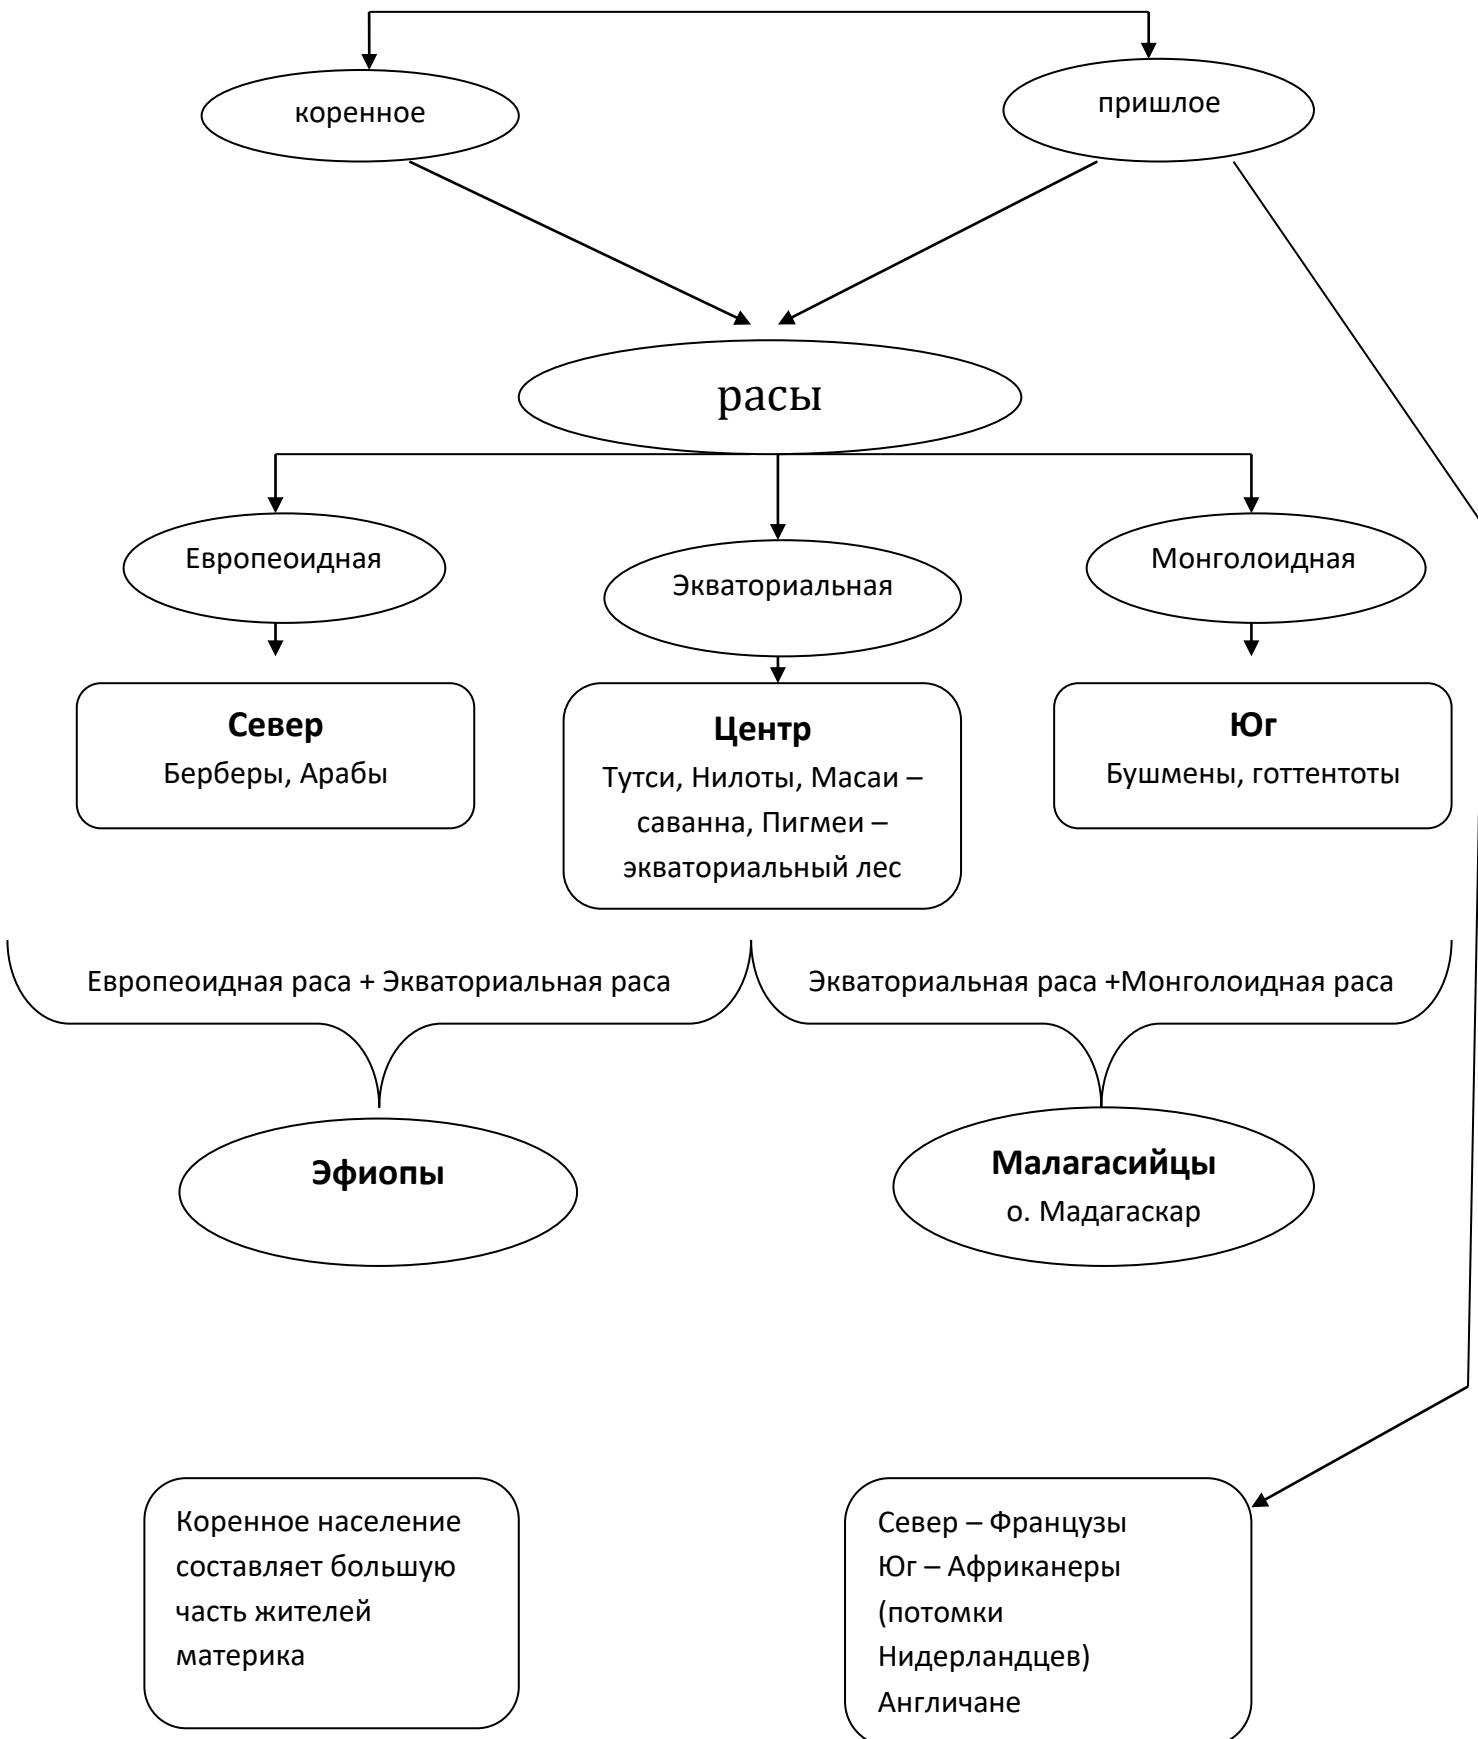 коренное
пришлое
расы
Европеоидная
Экваториальная
Монголоидная
Север
Берберы, Арабы
Центр
Тутси, Нилоты, Масаи –
саванна, Пигмеи –
экваториальный лес
Юг
Бушмены, готтентоты
Европеоидная раса + Экваториальная раса
Экваториальная раса +Монголоидная раса
Эфиопы
Малагасийцы
о. Мадагаскар
Коренное население
составляет большую
часть жителей
материка
Север – Французы
Юг – Африканеры
(потомки
Нидерландцев)
Англичане